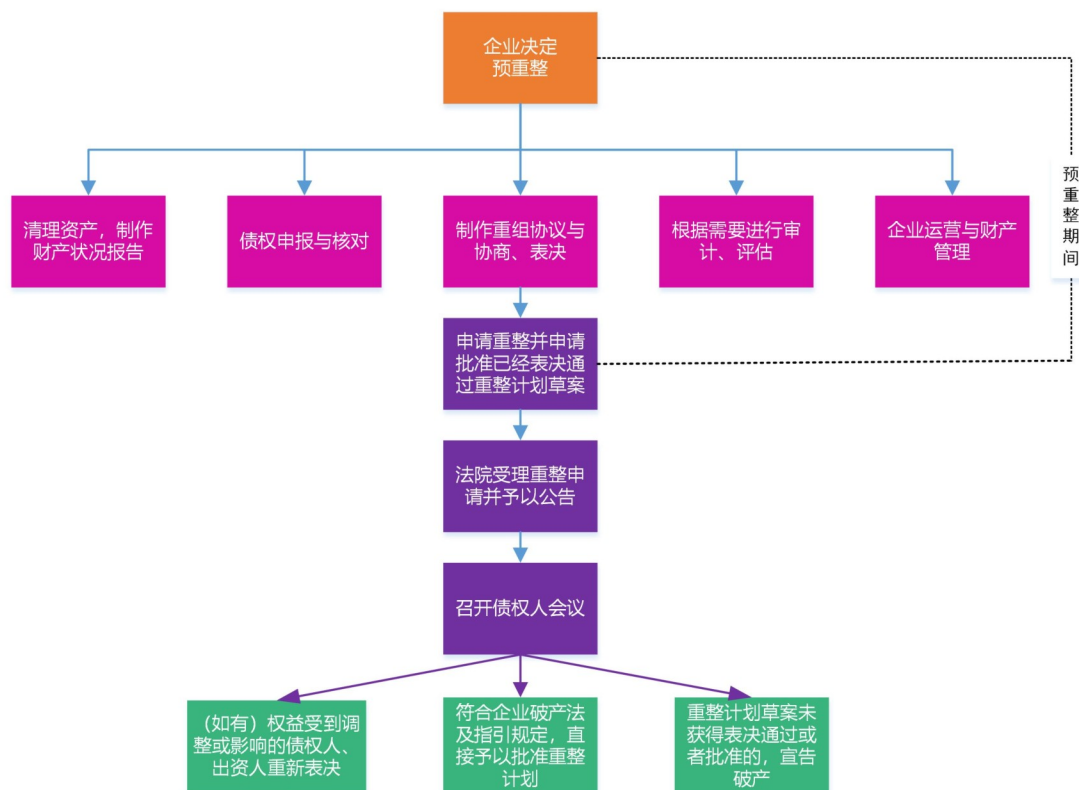 企业决定
预重整
预
重
整
期
间
清理资产，制作
财产状况报告
债权申报与核对
制作重组协议与
协商、表决
根据需要进行审
计、评估
企业运营与财产
管理
申请重整并申请
批准已经表决通
过重整计划草案
法院受理重整申
请并予以公告
召开债权人会议
（如有）权益受到调
整或影响的债权人、
出资人重新表决
符合企业破产法
及指引规定，直
接予以批准重整
计划
重整计划草案未
获得表决通过或
者批准的，宣告
破产